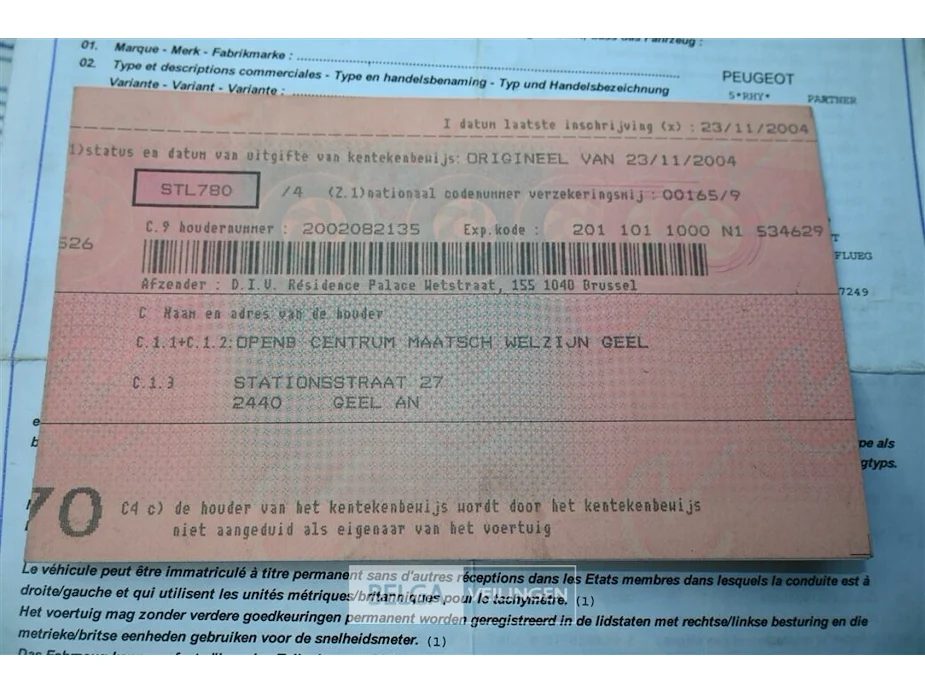 dass das Fahrzeug :
01. Marque - Merk - Fabrikmarke :
02. Type et descriptions commerciales - Type en handelsbenaming - Typ und Handelsbezeichnung
Variante - Variant - Variante :
PEUGEOT
5*RHY*
PARTNER
I datum laatste inschrijving (x) : 23/11/2004
1)status en datum van uitgifte van kentekenbewijs: ORIGINEEL VAN 23/11/2004
STL780 /4 (Z.1)nationaal codenummer verzekeringsmij : 00165/9
C.9 houdernummer : 2002082135 Exp.kode : 201 101 1000 N1 534629
526
FLUEG
Afzender : D.I.V. Résidence Palace Wetstraat, 155 1040 Brussel
7249
C Naam en adres van de houder
C.1.1+C.1.2:OPENB CENTRUM MAATSCH WELZIJN GEEL
C.1.3 STATIONSSTRAAT 27
2440 GEEL AN
pe als
gtyps.
70
C4 c) de houder van het kentekenbewijs wordt door het kentekenbewijs
niet aangeduid als eigenaar van het voertuig
Le véhicule peut être immatriculé à titre permanent sans d'autres réceptions dans les Etats membres dans lesquels la conduite est à
droite/gauche et qui utilisent les unités métriques/britanniques pour le tachymètre. (1)
BELGA VEILINGEN
Het voertuig mag zonder verdere goedkeuringen permanent worden geregistreerd in de lidstaten met rechtse/linkse besturing en die
metrieke/britse eenheden gebruiken voor de snelheidsmeter. (1)